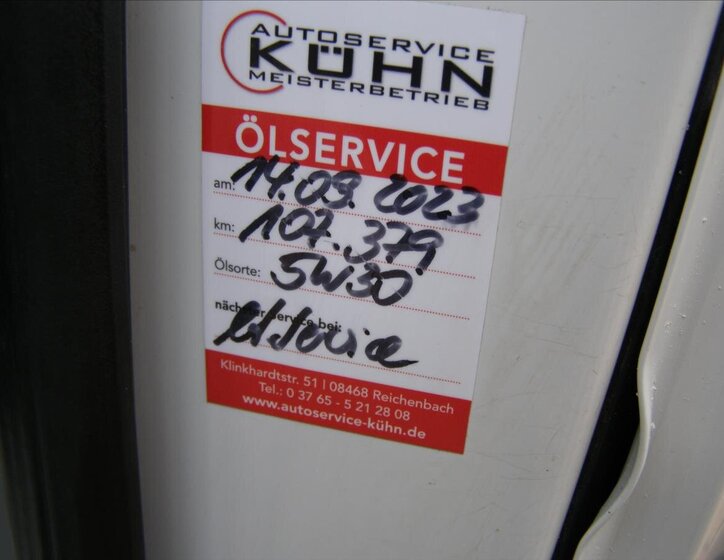 AUTOSERVICE
KÜHN
MEISTERBETRIEB
ÖLSERVICE
am: 14.09.2023
km: 107.379
Ölsorte: 5W30
nächster Service bei:
Klinkhardtstr. 51 | 08468 Reichenbach
Tel.: 0 37 65 - 5 21 28 08
www.autoservice-kühn.de